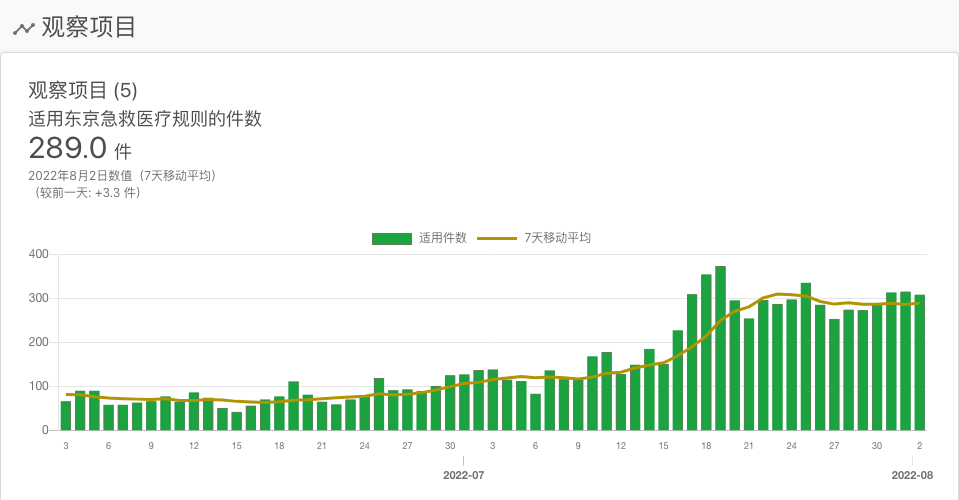 观察项目
观察项目 (5)
适用东京急救医疗规则的件数
289.0 件
2022年8月2日数值（7天移动平均）
（较前一天: +3.3 件）
适用件数 7天移动平均
400
300
200
100
0
3 6 9 12 15 18 21 24 27 30 3 6 9 12 15 18 21 24 27 30 2
2022-07 2022-08